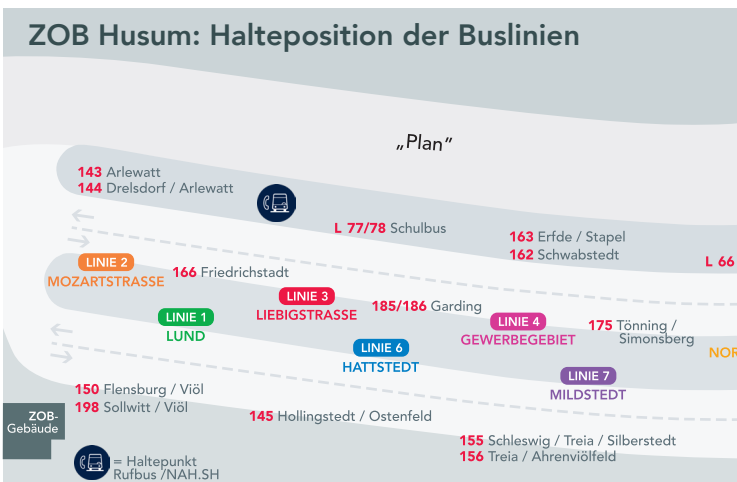 ZOB Husum: Halteposition der Buslinien
„Plan“
143 Arlewatt
144 Drelsdorf / Arlewatt
L 77/78 Schulbus
163 Erfde / Stapel
162 Schwabstedt
L 66
LINIE 2
MOZARTSTRASSE
166 Friedrichstadt
LINIE 3
LIEBIGSTRASSE
185/186 Garding
LINIE 1
LUND
LINIE 4
GEWERBEGEBIET
175 Tönning /
Simonsberg
LINIE 6
HATTSTEDT
NOR
LINIE 7
MILDSTEDT
150 Flensburg / Viöl
198 Sollwitt / Viöl
145 Hollingstedt / Ostenfeld
ZOB-
Gebäude
155 Schleswig / Treia / Silberstedt
156 Treia / Ahrenviölfeld
= Haltepunkt
Rufbus /NAH.SH